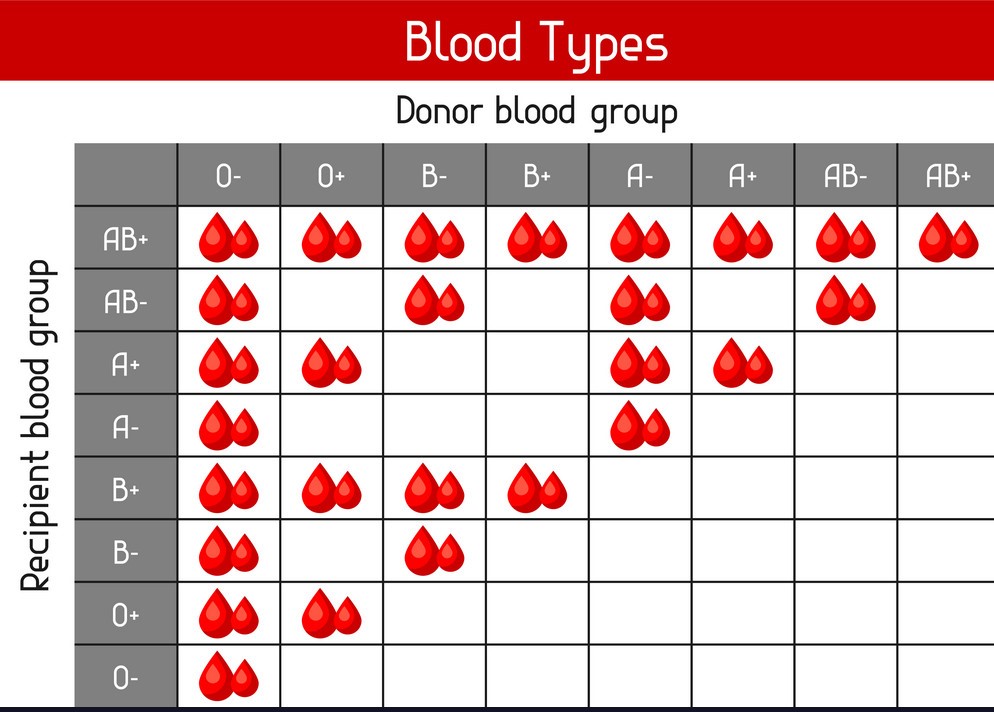 Blood Types
Donor blood group
O- O+ B- B+ A- A+ AB- AB+
Recipient blood group
AB+
AB-
A+
A-
B+
B-
O+
O-